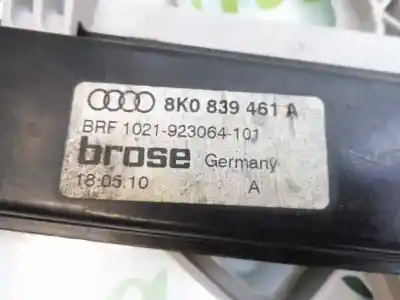 8K0 839 461 A
BRF 1021-923064-101
brose Germany
18.05.10 A